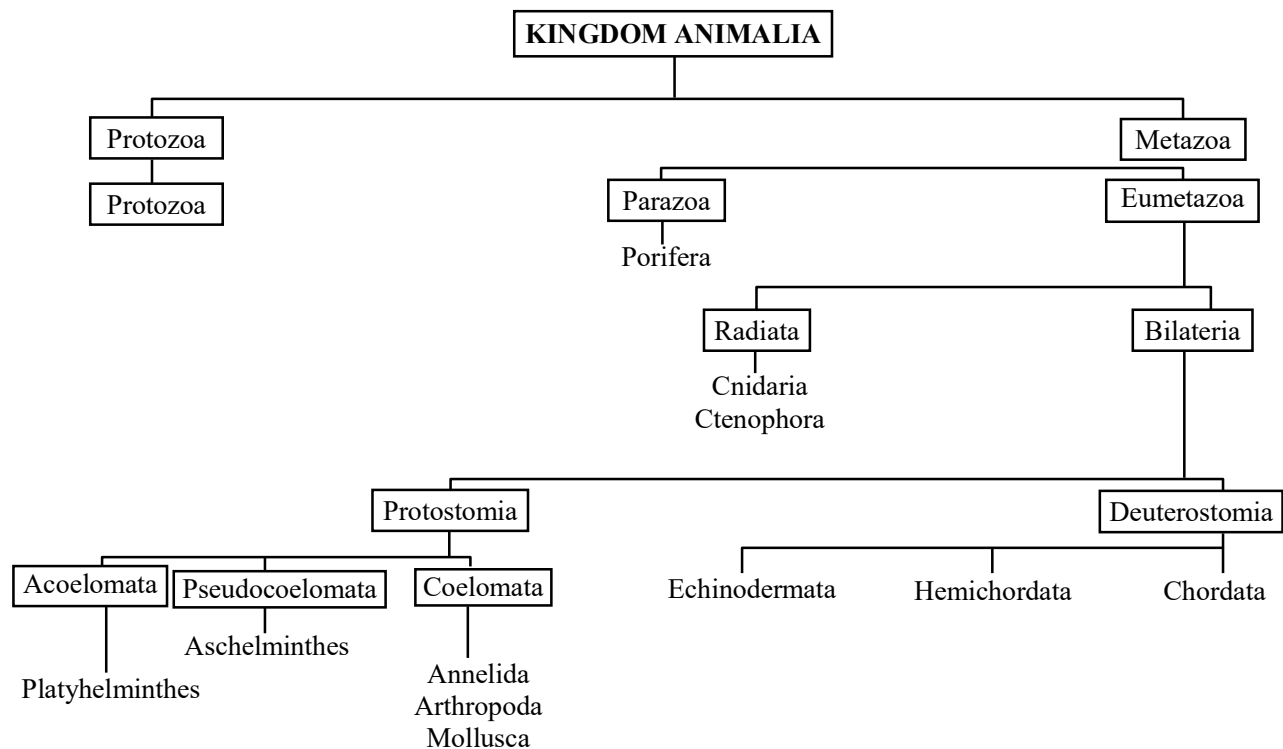 KINGDOM ANIMALIA
Protozoa
Metazoa
Protozoa
Parazoa
Eumetazoa
Porifera
Radiata
Bilateria
Cnidaria
Ctenophora
Protostomia
Deuterostomia
Acoelomata
Pseudocoelomata
Coelomata
Echinodermata
Hemichordata
Chordata
Aschelminthes
Platyhelminthes
Annelida
Arthropoda
Mollusca